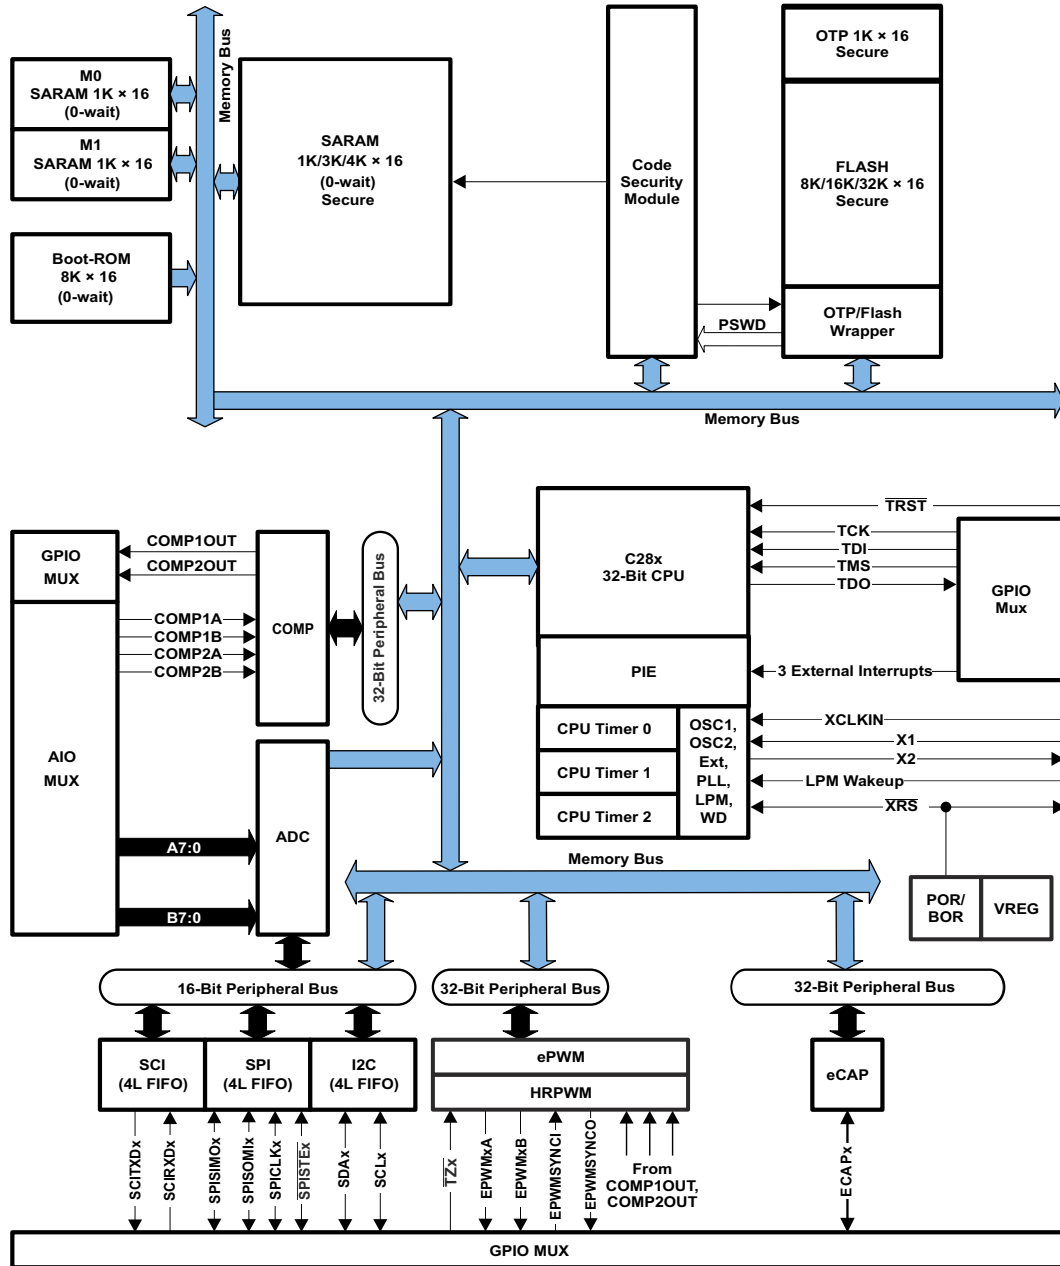 Memory Bus
OTP 1K × 16
Secure
M0
SARAM 1K × 16
(0-wait)
M1
SARAM 1K × 16
(0-wait)
SARAM
1K/3K/4K × 16
(0-wait)
Secure
Code
Security
Module
FLASH
8K/16K/32K × 16
Secure
Boot-ROM
8K × 16
(0-wait)
PSWD
OTP/Flash
Wrapper
Memory Bus
TRST
TCK
TDI
TMS
TDO
C28x
32-Bit CPU
GPIO
Mux
GPIO
MUX
COMP1OUT
COMP2OUT
COMP1A
COMP1B
COMP2A
COMP2B
COMP
32-Bit Peripheral Bus
PIE
3 External Interrupts
AIO
MUX
CPU Timer 0
CPU Timer 1
CPU Timer 2
OSC1,
OSC2,
Ext,
PLL,
LPM,
WD
XCLKIN
X1
X2
LPM Wakeup
XRS
A7:0
B7:0
ADC
Memory Bus
POR/
BOR
VREG
16-Bit Peripheral Bus
32-Bit Peripheral Bus
32-Bit Peripheral Bus
SCI
(4L FIFO)
SPI
(4L FIFO)
I2C
(4L FIFO)
ePWM
HRPWM
eCAP
SCITXDx
SCIRXDx
SPISIMOx
SPISOMIx
SPICLKx
SPISTEx
SDAx
SCLx
TZx
EPWMxA
EPWMxB
EPWMSYNCI
EPWMSYNCO
From
COMP1OUT,
COMP2OUT
ECAPx
GPIO MUX